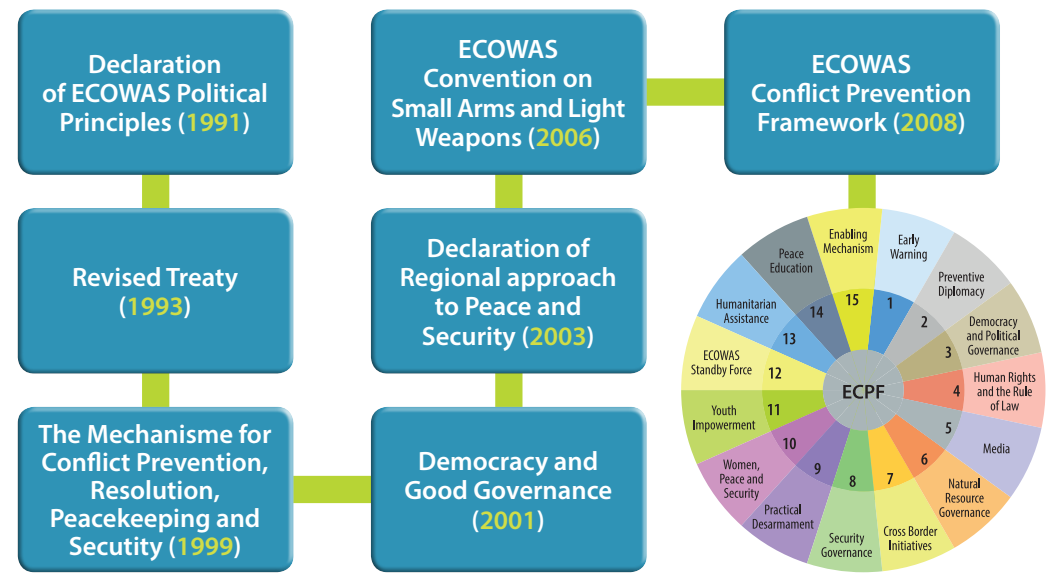 Declaration
of ECOWAS Political
Principles (1991)
Revised Treaty
(1993)
The Mechanisme for
Conflict Prevention,
Resolution,
Peacekeeping and
Secutity (1999)
Democracy and
Good Governance
(2001)
Declaration of
Regional approach
to Peace and
Security (2003)
ECOWAS
Convention on
Small Arms and Light
Weapons (2006)
ECOWAS
Conflict Prevention
Framework (2008)
ECPF
1
Early
Warning
2
Preventive
Diplomacy
3
Democracy
and Political
Governance
4
Human Rights
and the Rule
of Law
5
Media
6
Natural
Resource
Governance
7
Cross Border
Initiatives
8
Security
Governance
9
Practical
Desarmament
10
Women,
Peace and
Security
11
Youth
Impowerment
12
ECOWAS
Standby Force
13
Humanitarian
Assistance
14
Peace
Education
15
Enabling
Mechanism